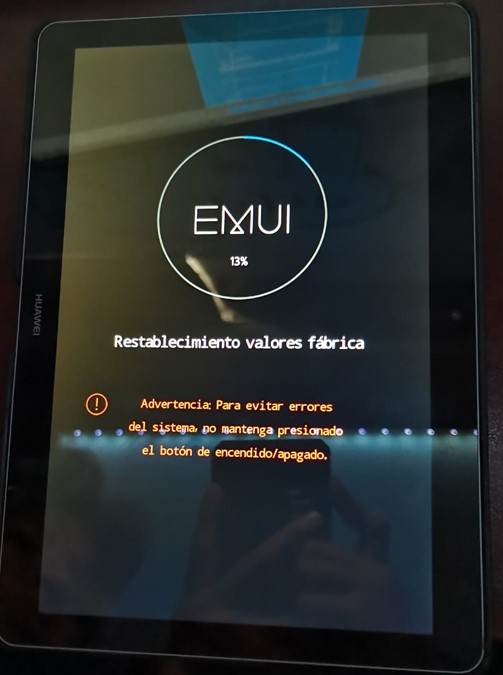 EMUI
13%
HUAWEI
Restablecimiento valores fábrica
Advertencia: Para evitar errores
del sistema, no mantenga presionado
el botón de encendido/apagado.